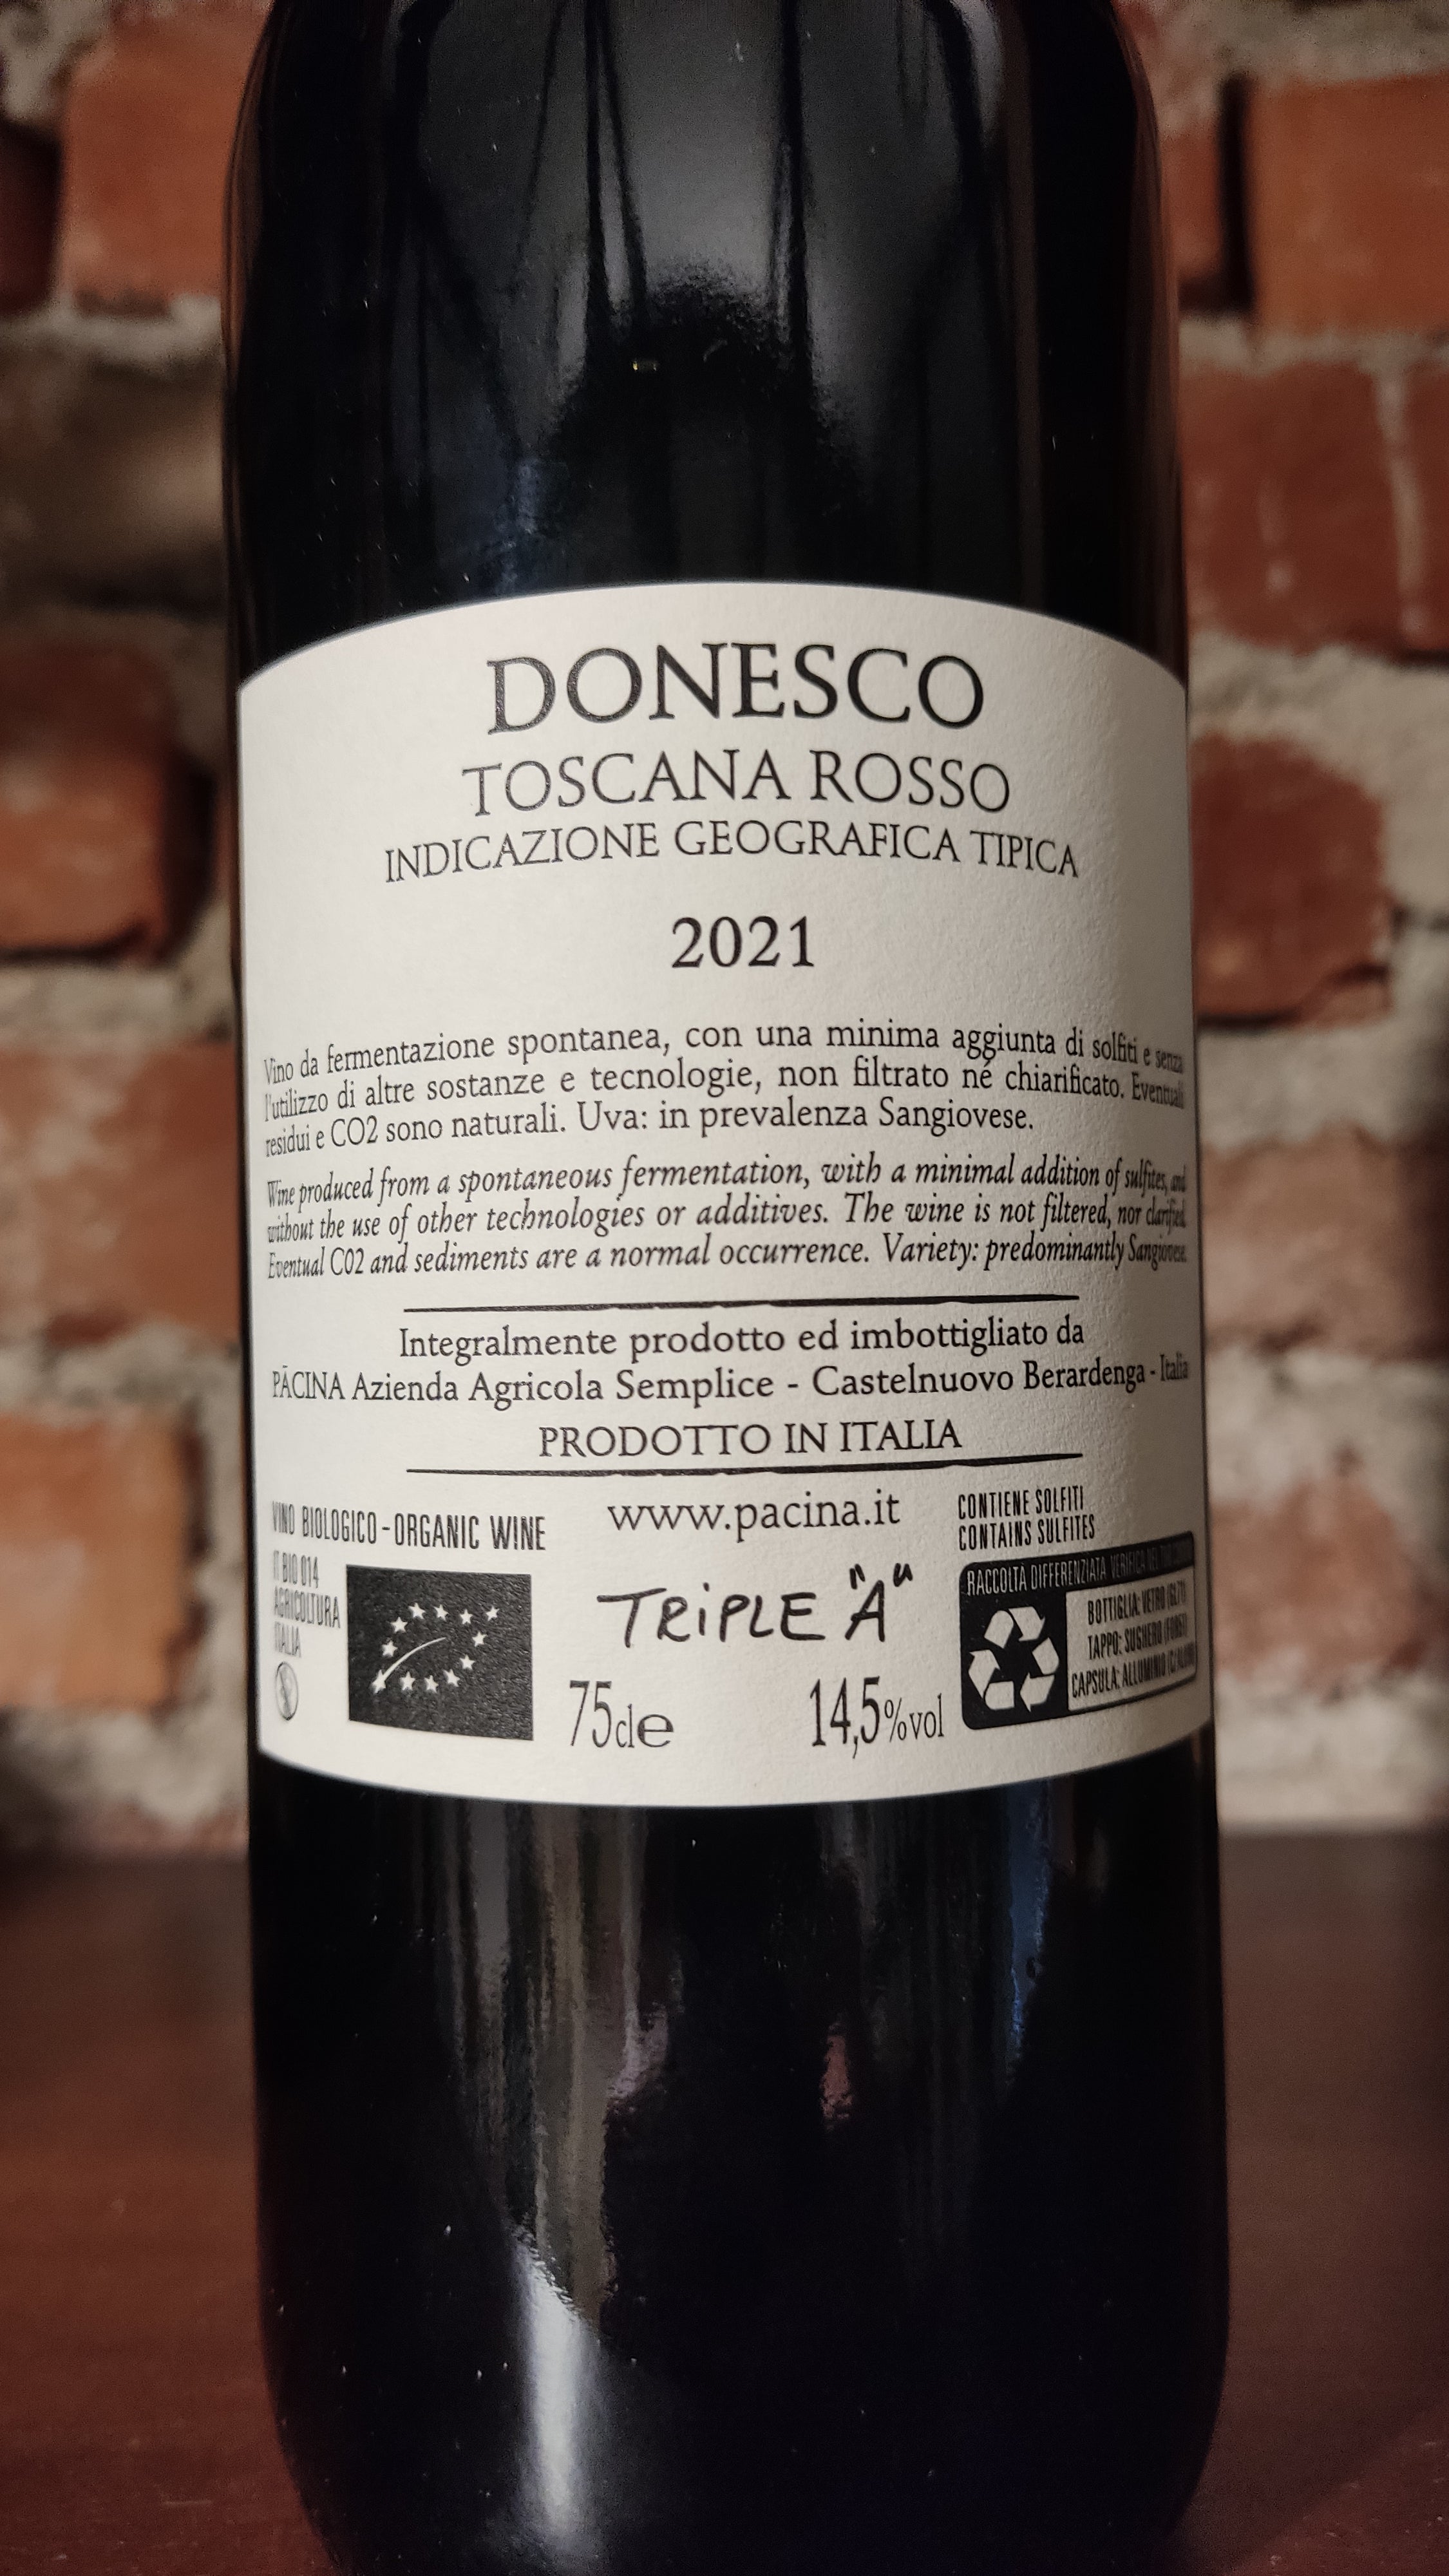 DONESCO
TOSCANA ROSSO
INDICAZIONE GEOGRAFICA TIPICA
2021
Vino da fermentazione spontanea, con una minima aggiunta di solfiti e senza
l'utilizzo di altre sostanze e tecnologie, non filtrato né chiarificato. Eventuali
residui e CO2 sono naturali. Uva: in prevalenza Sangiovese.
Wine produced from a spontaneous fermentation, with a minimal addition of sulfites, and
without the use of other technologies or additives. The wine is not filtered, nor clarified.
Eventual C02 and sediments are a normal occurrence. Variety: predominantly Sangiovese.
Integralmente prodotto ed imbottigliato da
PĀCINA Azienda Agricola Semplice - Castelnuovo Berardenga - Italia
PRODOTTO IN ITALIA
www.pacina.it
VINO BIOLOGICO - ORGANIC WINE
IT BIO 014
AGRICOLTURA
ITALIA
TRiPLE "A"
75cle
14,5%vol
CONTIENE SOLFITI
CONTAINS SULFITES
RACCOLTA DIFFERENZIATA VERIFICA NEL
BOTTIGLIA: VETRO (GL71)
TAPPO: SUGHERO (FOR51)
CAPSULA: ALLUMINIO